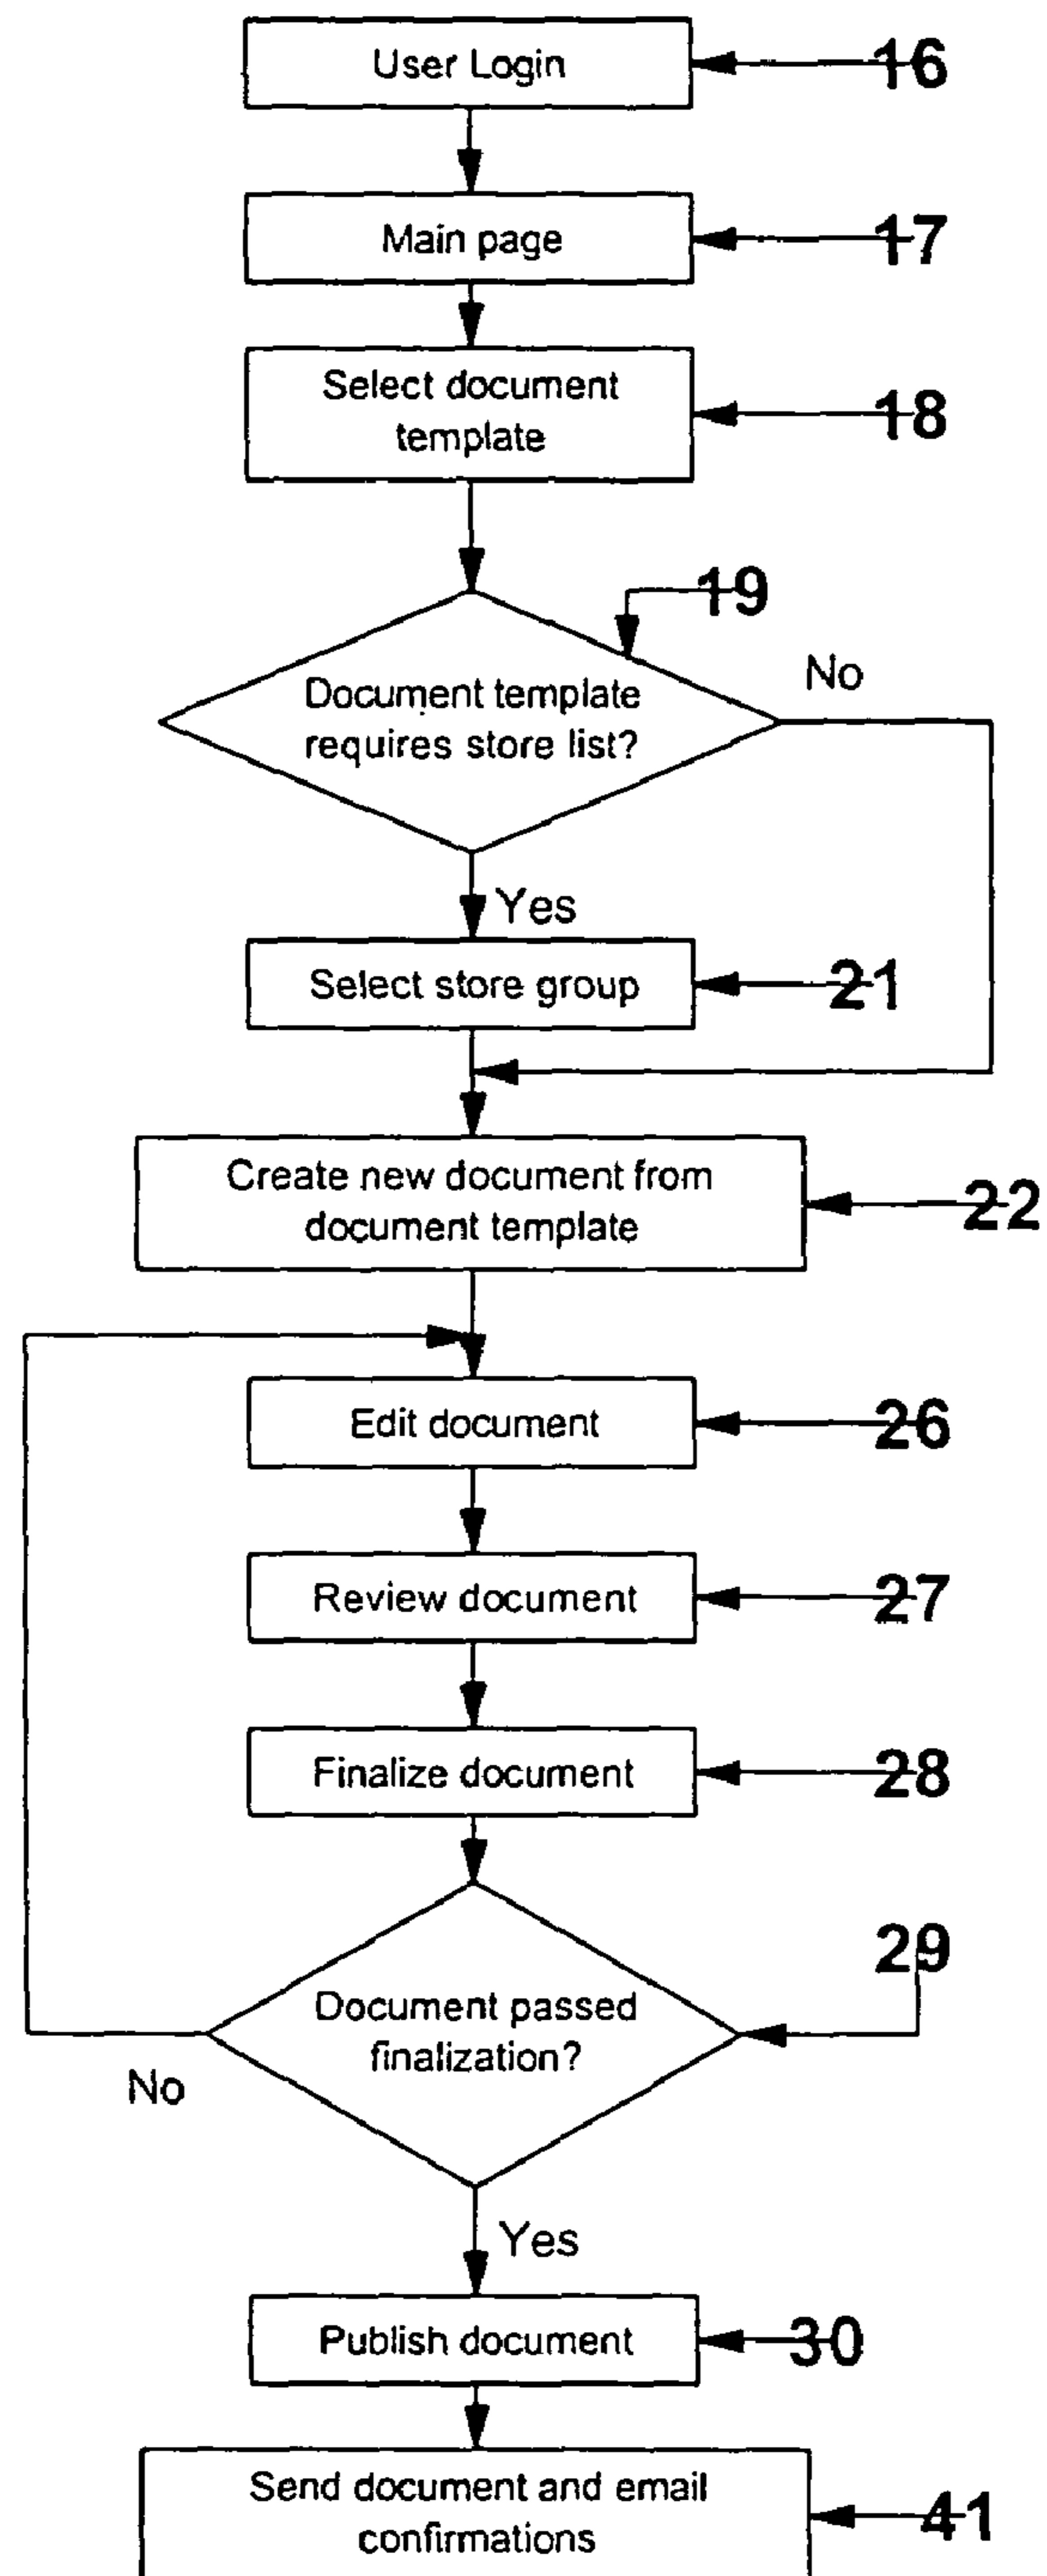 User Login
16
Main page
17
Select document
template
18
19
Document template
requires store list?
No
Yes
Select store group
21
Create new document from
document template
22
Edit document
26
Review document
27
Finalize document
28
29
Document passed
finalization?
No
Yes
Publish document
30
Send document and email
confirmations
41